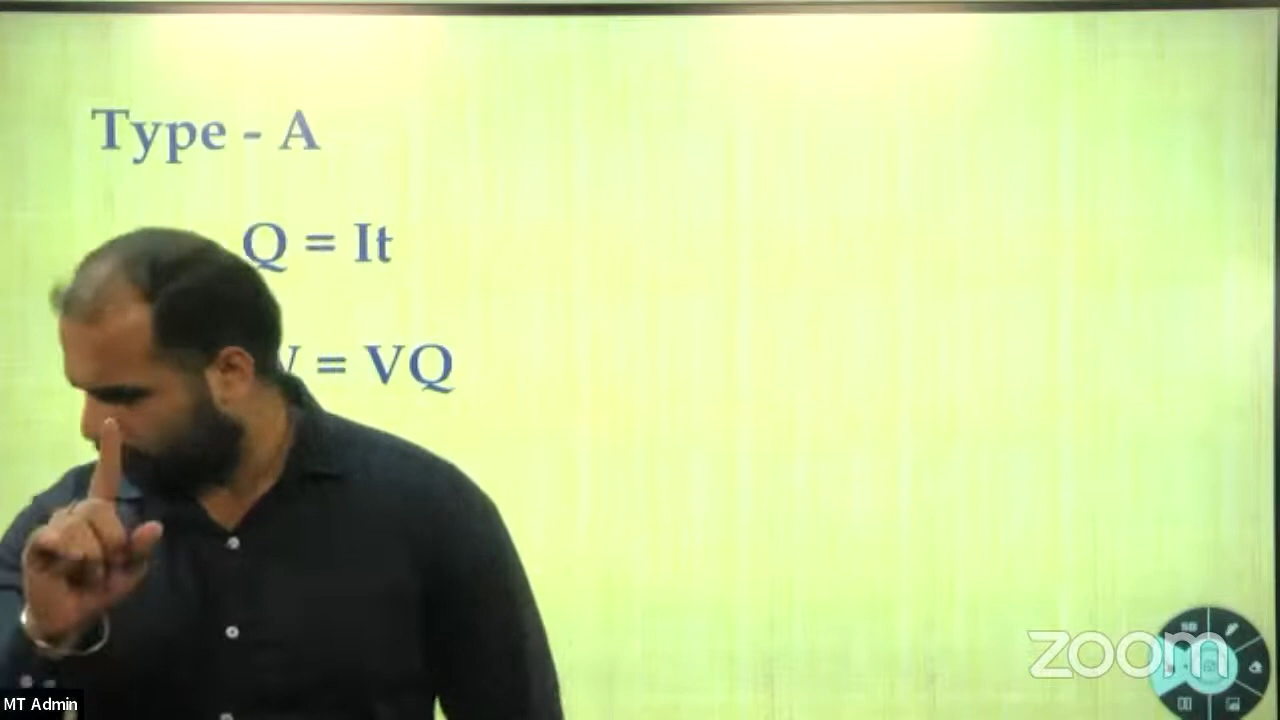 Type - A
Q = It
= VQ
zoom
MT Admin